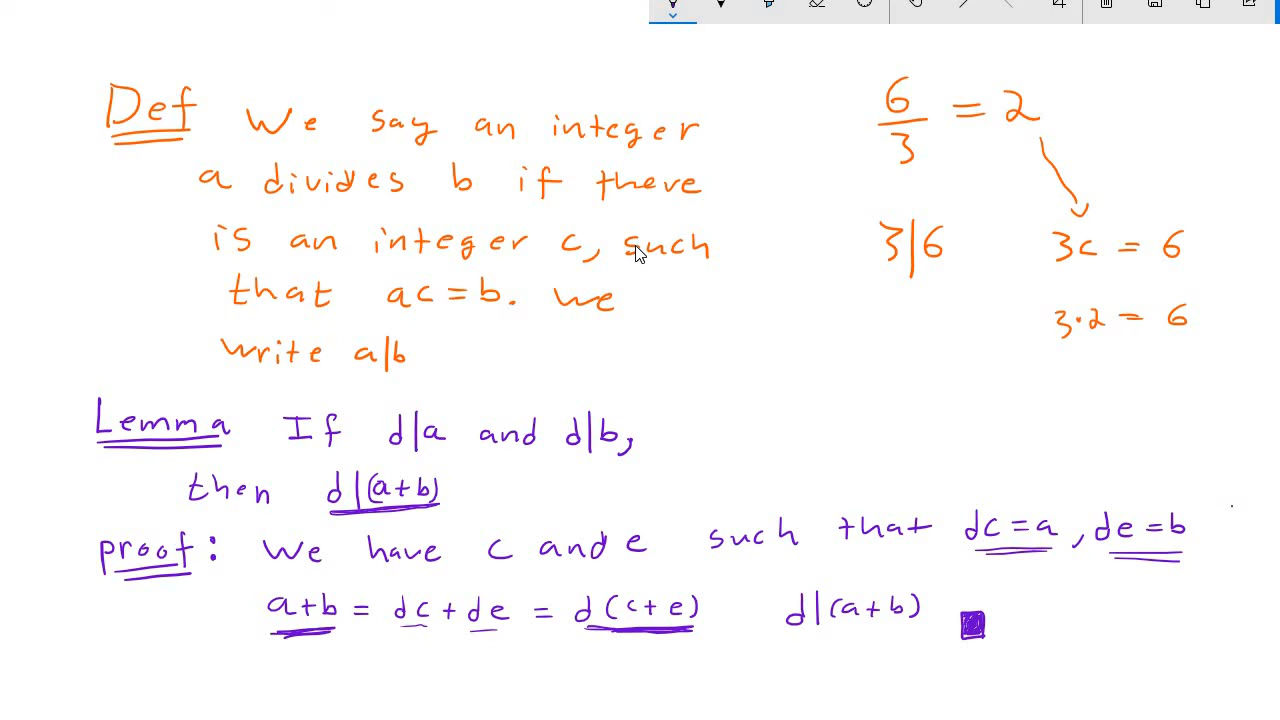 Def We say an integer
a divides b if there
is an integer c, such
that ac = b. we
write a|b
6/3 = 2
3|6 3c = 6
3·2 = 6
Lemma If d|a and d|b,
then d|(a+b)
proof: We have c and e such that dc = a, de = b
a+b = dc + de = d(c+e) d|(a+b)